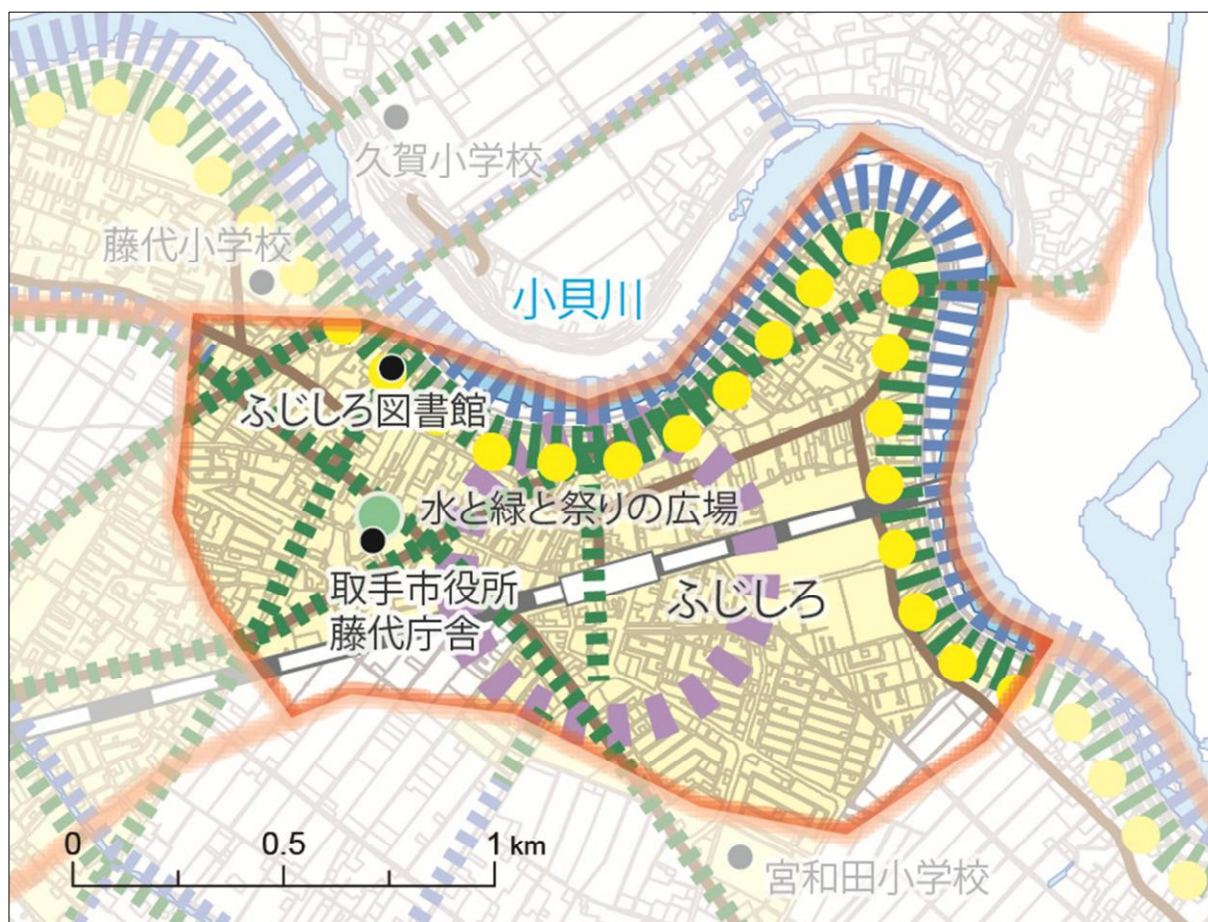 久賀小学校
藤代小学校
小貝川
ふじしろ図書館
水と緑と祭りの広場
取手市役所
藤代庁舎
ふじしろ
宮和田小学校
0 0.5 1 km